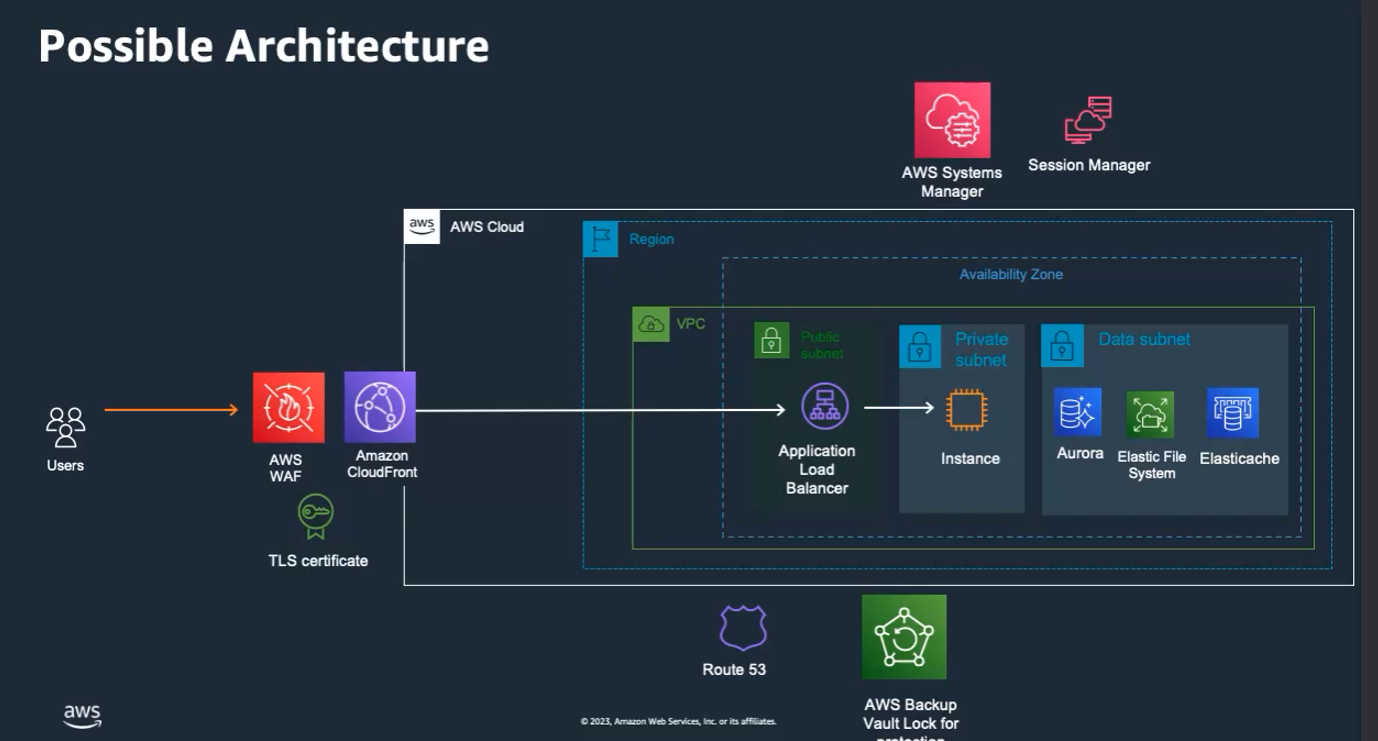 Possible Architecture
AWS Systems
Manager
Session Manager
aws
AWS Cloud
Region
Availability Zone
VPC
Public
subnet
Private
subnet
Data subnet
Users
AWS
WAF
Amazon
CloudFront
Application
Load
Balancer
Instance
Aurora
Elastic File
System
Elasticache
TLS certificate
Route 53
AWS Backup
Vault Lock for
protection
aws
© 2023, Amazon Web Services, Inc. or its affiliates.